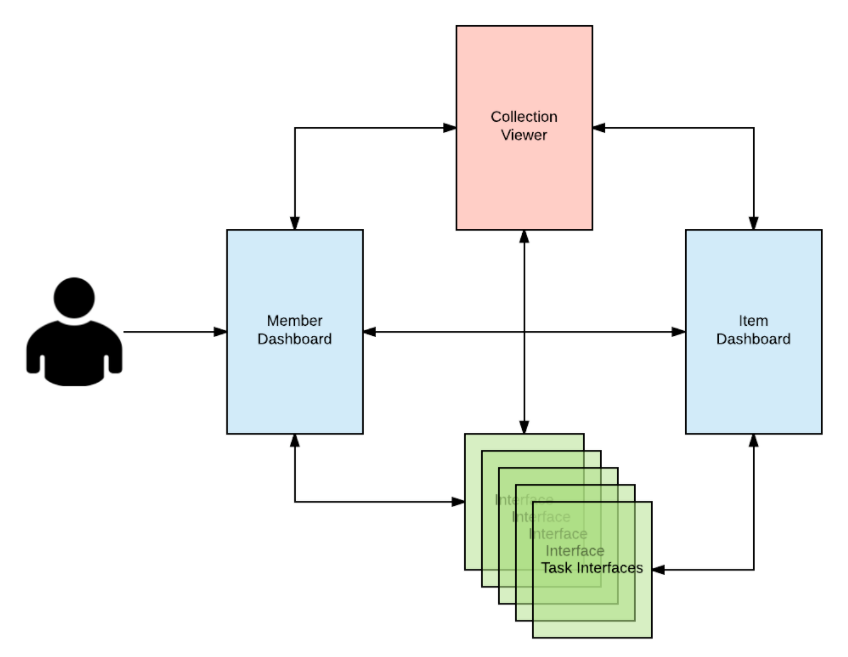 Collection
Viewer
Member
Dashboard
Item
Dashboard
Interface
Interface
Interface
Interface
Task Interfaces